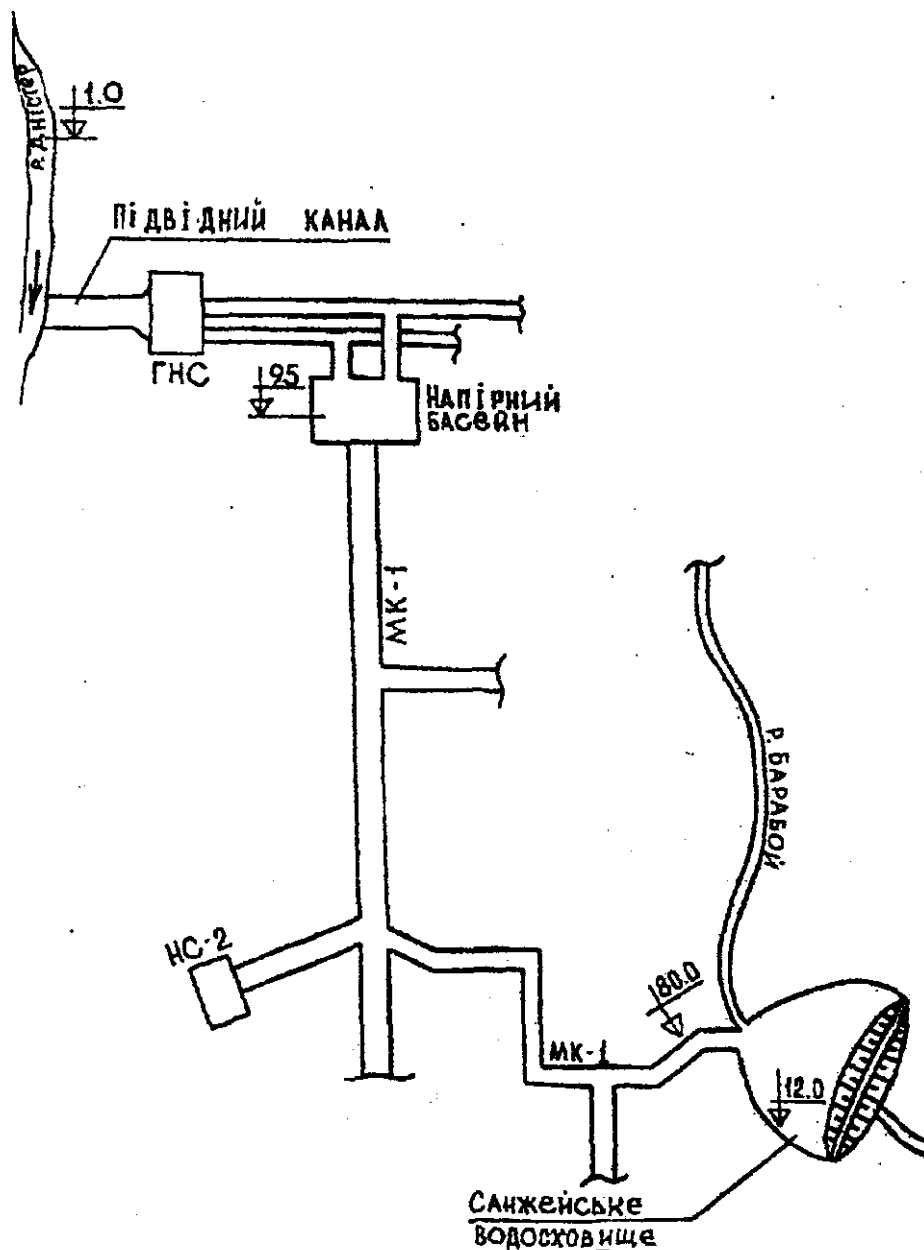 р. Дністер
1.0
Підвідний канал
ГНС
95
Напірний
басейн
МК-1
р. Барабой
НС-2
80.0
МК-1
12.0
Санжейське
водосховище